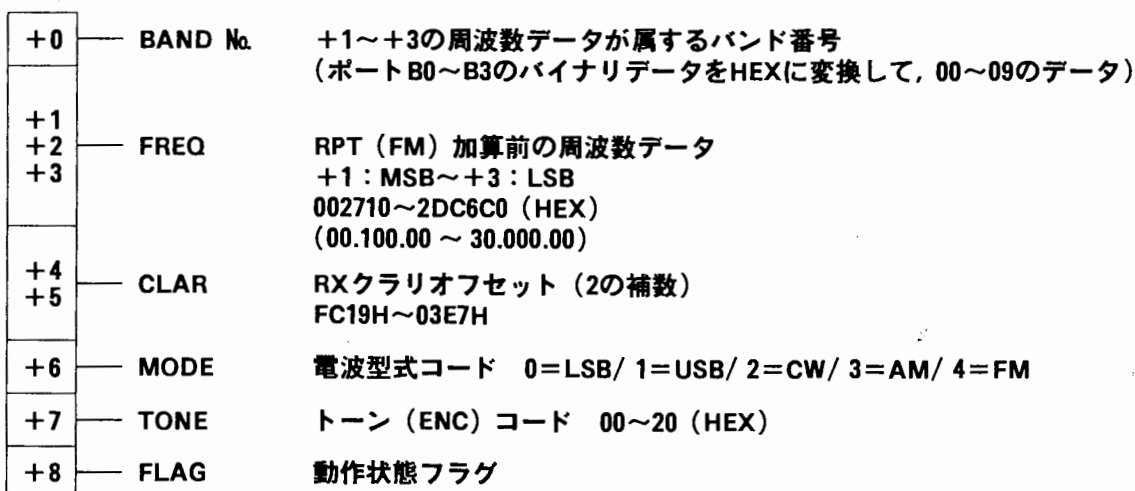 +0 BAND №. +1～+3の周波数データが属するバンド番号
(ポートB0～B3のバイナリデータをHEXに変換して, 00～09のデータ)
+1
+2 FREQ RPT (FM) 加算前の周波数データ
+3 +1：MSB～+3：LSB
002710～2DC6C0 (HEX)
(00.100.00 ～ 30.000.00)
+4 CLAR RXクラリオフセット (2の補数)
+5 FC19H～03E7H
+6 MODE 電波型式コード 0=LSB/ 1=USB/ 2=CW/ 3=AM/ 4=FM
+7 TONE トーン (ENC) コード 00～20 (HEX)
+8 FLAG 動作状態フラグ